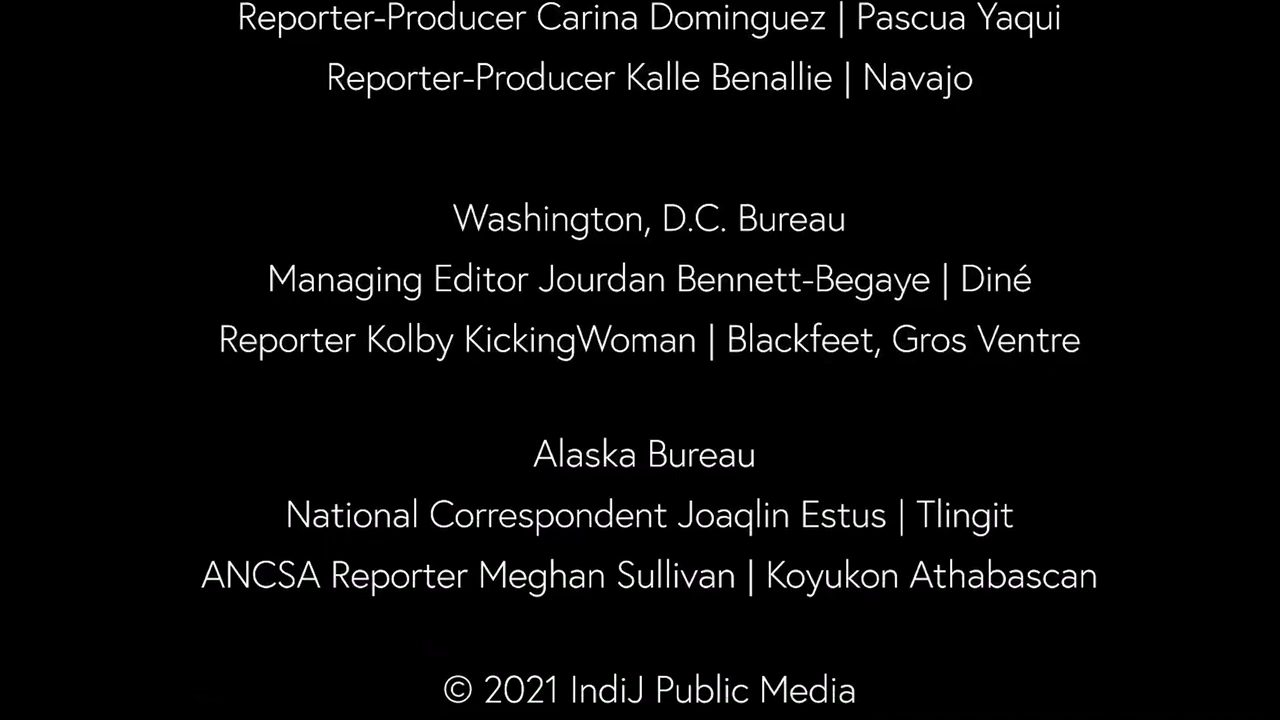 Reporter-Producer Carina Dominguez | Pascua Yaqui
Reporter-Producer Kalle Benallie | Navajo
Washington, D.C. Bureau
Managing Editor Jourdan Bennett-Begaye | Diné
Reporter Kolby KickingWoman | Blackfeet, Gros Ventre
Alaska Bureau
National Correspondent Joaqlin Estus | Tlingit
ANCSA Reporter Meghan Sullivan | Koyukon Athabascan
© 2021 IndiJ Public Media